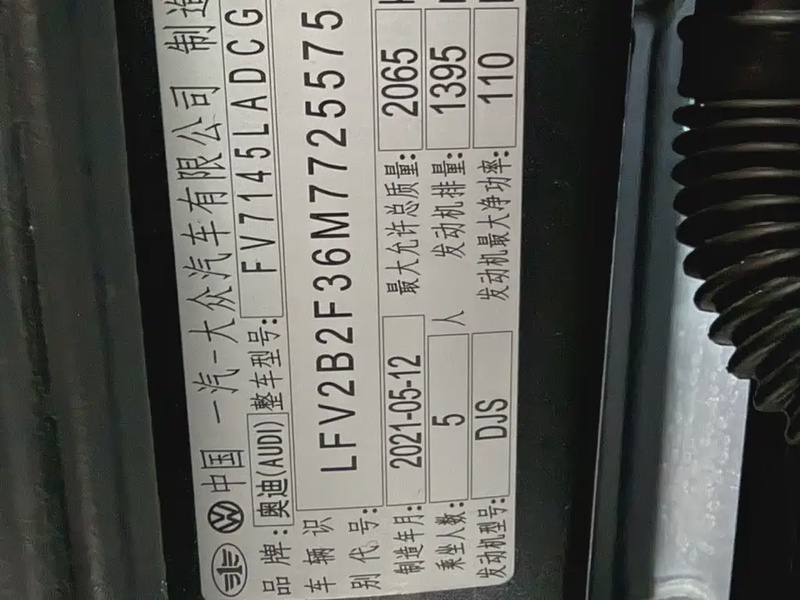 中国 一汽-大众汽车有限公司 制造
品牌: 奥迪(AUDI) 整车型号: FV7145LADCG
车辆识别代号: LFV2B2F36M7725575
制造年月: 2021-05-12 最大允许总质量: 2065
乘坐人数: 5 人 发动机排量: 1395
发动机型号: DJS 发动机最大净功率: 110